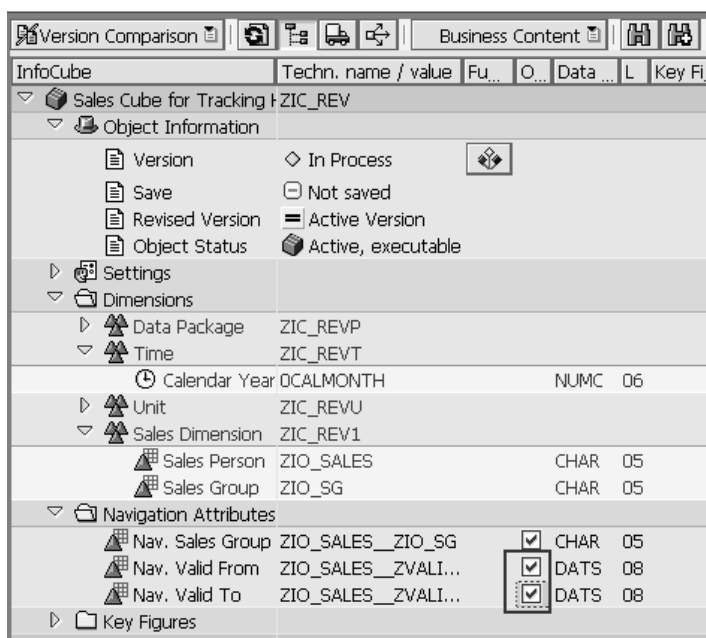 Version Comparison Business Content
InfoCube Techn. name / value Fu... O... Data ... L Key Fi
Sales Cube for Tracking H ZIC_REV
Object Information
Version In Process
Save Not saved
Revised Version Active Version
Object Status Active, executable
Settings
Dimensions
Data Package ZIC_REVP
Time ZIC_REVT
Calendar Year 0CALMONTH NUMC 06
Unit ZIC_REVU
Sales Dimension ZIC_REV1
Sales Person ZIO_SALES CHAR 05
Sales Group ZIO_SG CHAR 05
Navigation Attributes
Nav. Sales Group ZIO_SALES__ZIO_SG CHAR 05
Nav. Valid From ZIO_SALES__ZVALI... DATS 08
Nav. Valid To ZIO_SALES__ZVALI... DATS 08
Key Figures